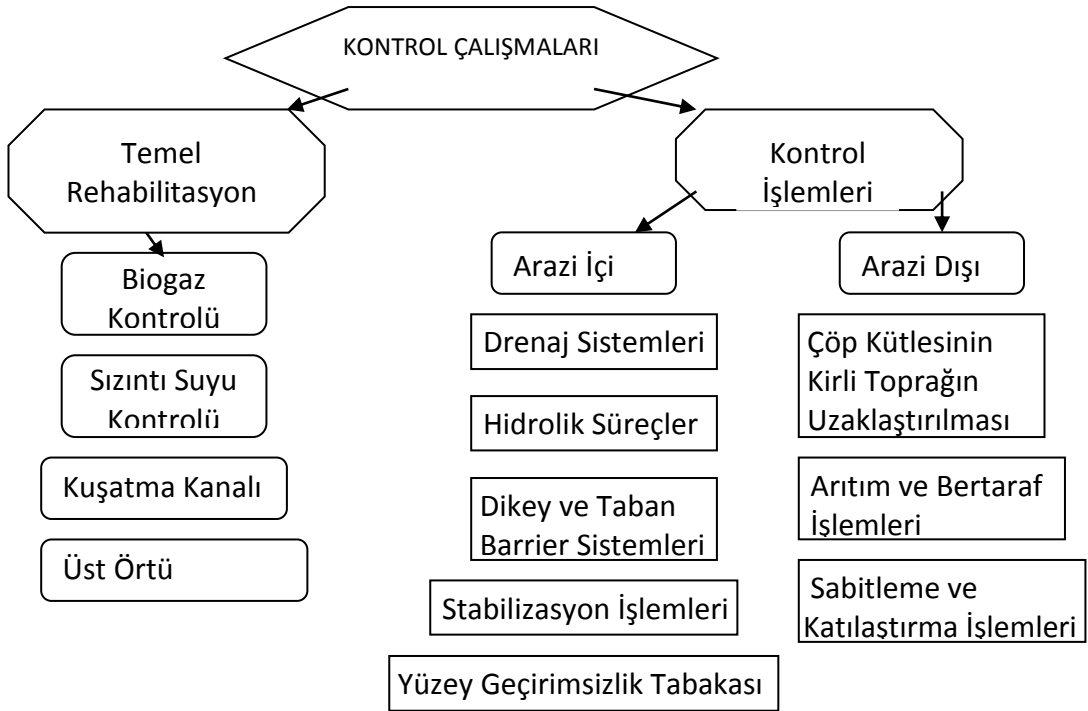 KONTROL ÇALIŞMALARI
Temel
Rehabilitasyon
Kontrol
İşlemleri
Biogaz
Kontrolü
Sızıntı Suyu
Kontrolü
Kuşatma Kanalı
Üst Örtü
Arazi İçi
Drenaj Sistemleri
Hidrolik Süreçler
Dikey ve Taban
Barrier Sistemleri
Stabilizasyon İşlemleri
Yüzey Geçirimsizlik Tabakası
Arazi Dışı
Çöp Kütlesinin
Kirli Toprağın
Uzaklaştırılması
Arıtım ve Bertaraf
İşlemleri
Sabitleme ve
Katılaştırma İşlemleri